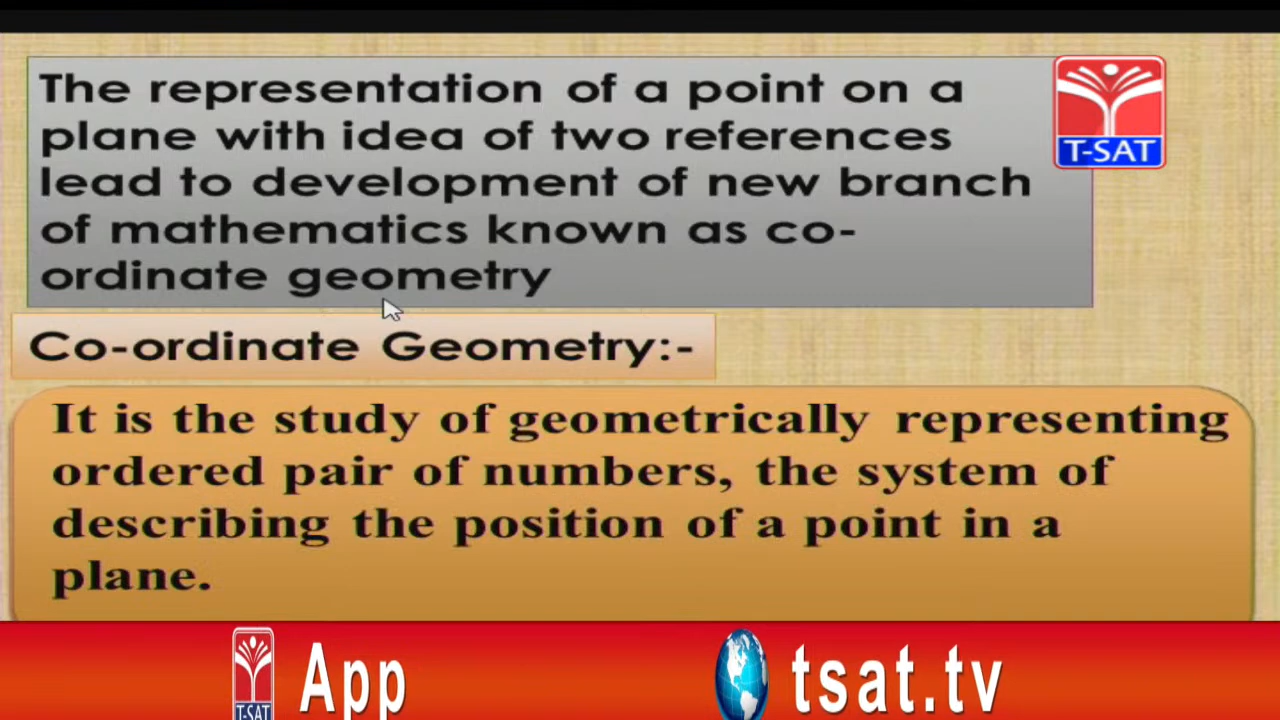 The representation of a point on a
plane with idea of two references
lead to development of new branch
of mathematics known as co-
ordinate geometry
T-SAT
Co-ordinate Geometry:-
It is the study of geometrically representing
ordered pair of numbers, the system of
describing the position of a point in a
plane.
T-SAT
App
tsat.tv